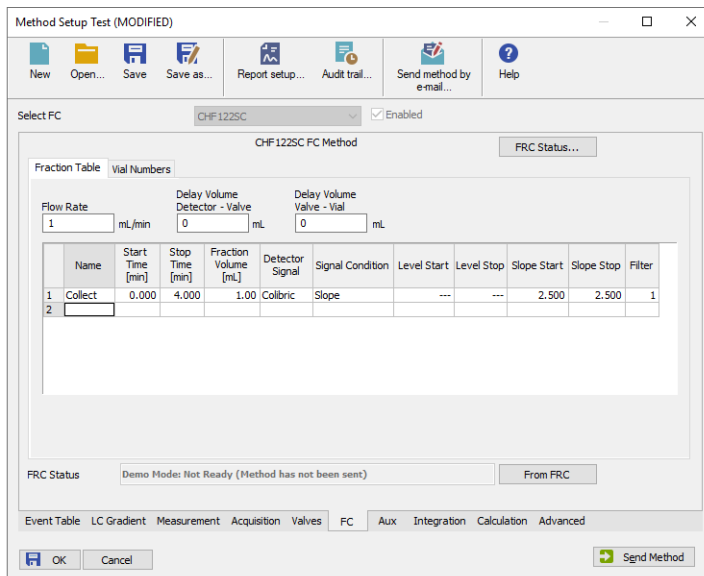 Method Setup Test (MODIFIED)
New Open... Save Save as... Report setup... Audit trail... Send method by e-mail... Help
Select FC CHF122SC Enabled
CHF122SC FC Method FRC Status...
Fraction Table Vial Numbers
Flow Rate Delay Volume Detector - Valve Delay Volume Valve - Vial
1 mL/min 0 mL 0 mL
Name Start Time [min] Stop Time [min] Fraction Volume [mL] Detector Signal Signal Condition Level Start Level Stop Slope Start Slope Stop Filter
1 Collect 0.000 4.000 1.00 Colibric Slope --- --- 2.500 2.500 1
2
FRC Status Demo Mode: Not Ready (Method has not been sent) From FRC
Event Table LC Gradient Measurement Acquisition Valves FC Aux Integration Calculation Advanced
OK Cancel Send Method